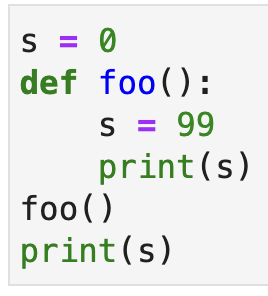 s = 0
def foo():
    s = 99
    print(s)
foo()
print(s)